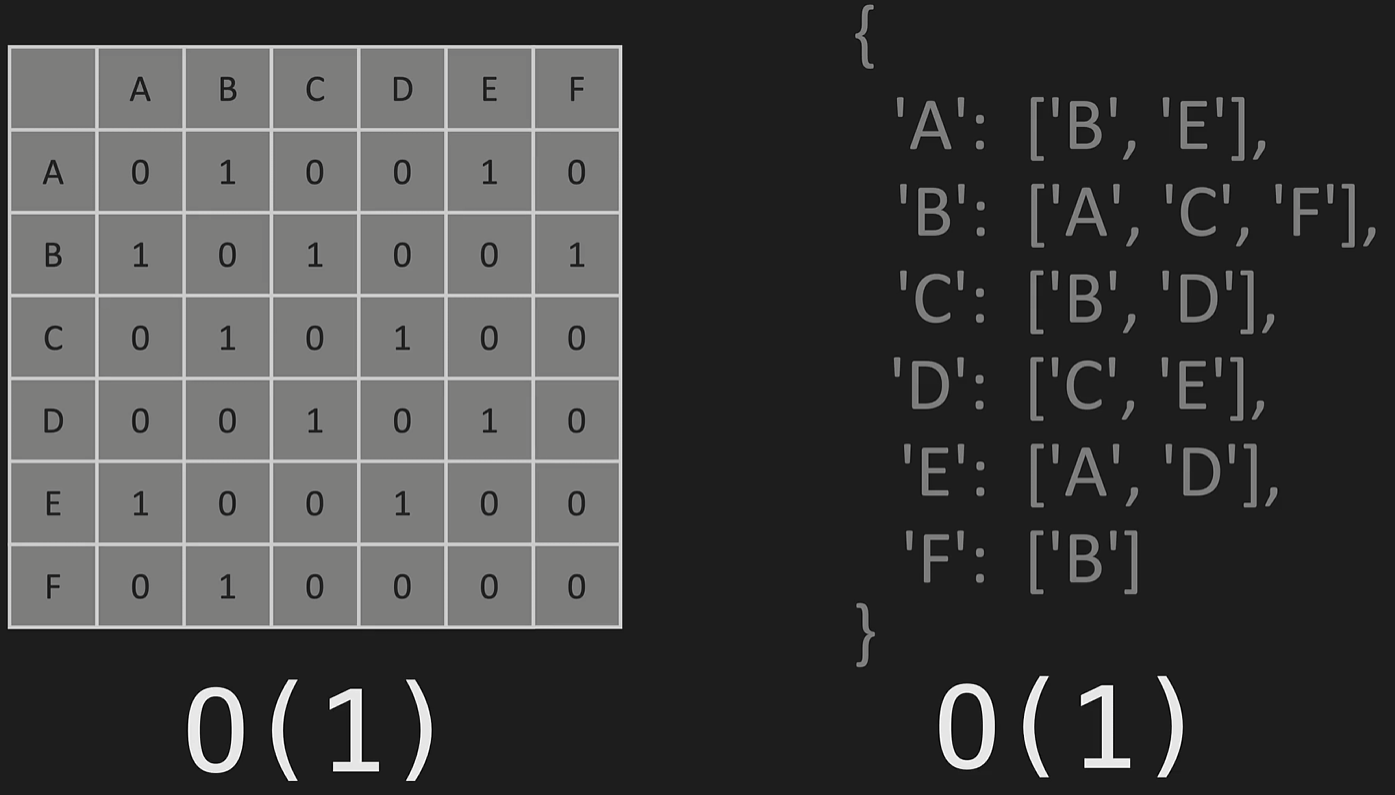 A B C D E F
A 0 1 0 0 1 0
B 1 0 1 0 0 1
C 0 1 0 1 0 0
D 0 0 1 0 1 0
E 1 0 0 1 0 0
F 0 1 0 0 0 0
O(1)
{
'A': ['B', 'E'],
'B': ['A', 'C', 'F'],
'C': ['B', 'D'],
'D': ['C', 'E'],
'E': ['A', 'D'],
'F': ['B']
}
O(1)